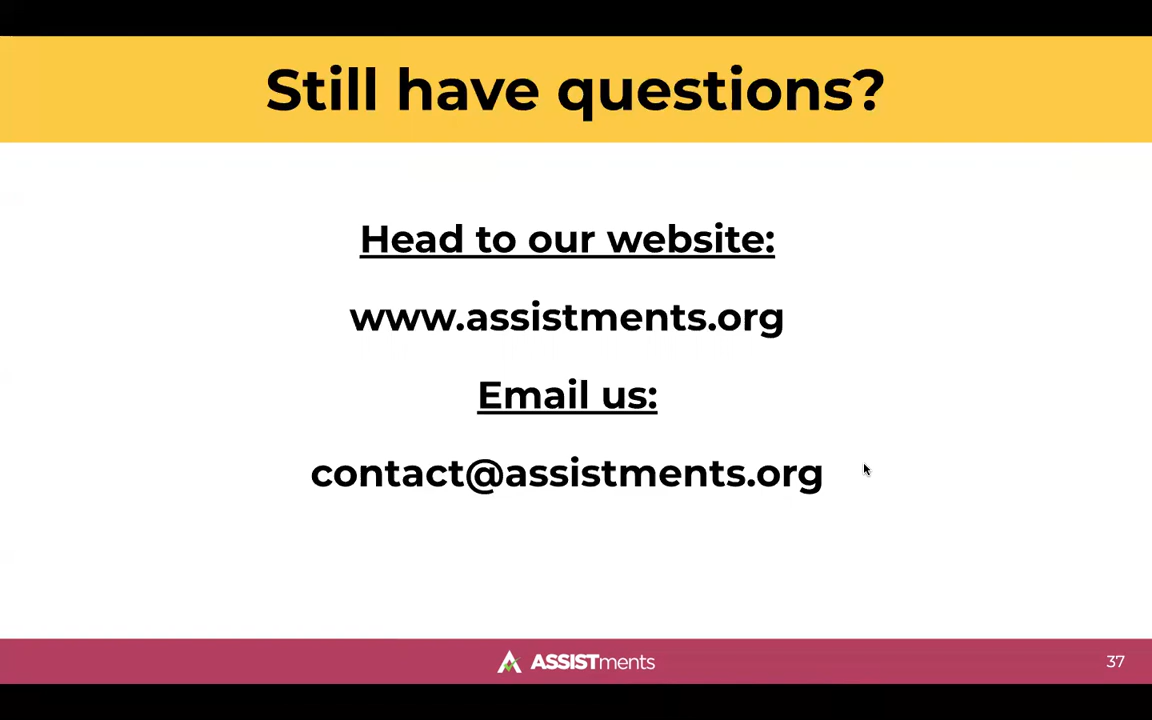 Still have questions?
Head to our website:
www.assistments.org
Email us:
contact@assistments.org
ASSISTments
37